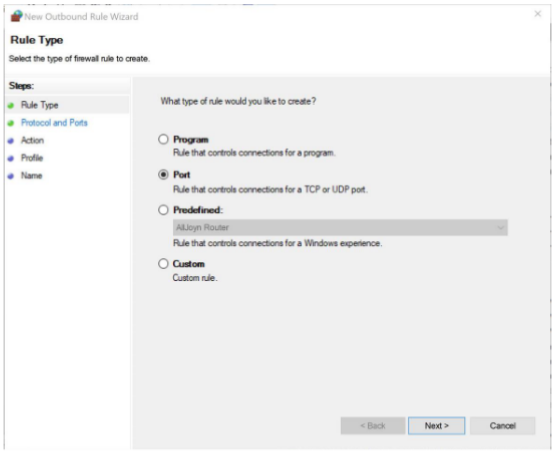 New Outbound Rule Wizard
Rule Type
Select the type of firewall rule to create.
Steps:
Rule Type
Protocol and Ports
Action
Profile
Name
What type of rule would you like to create?
Program
Rule that controls connections for a program.
Port
Rule that controls connections for a TCP or UDP port.
Predefined:
AllJoyn Router
Rule that controls connections for a Windows experience.
Custom
Custom rule.
< Back Next > Cancel